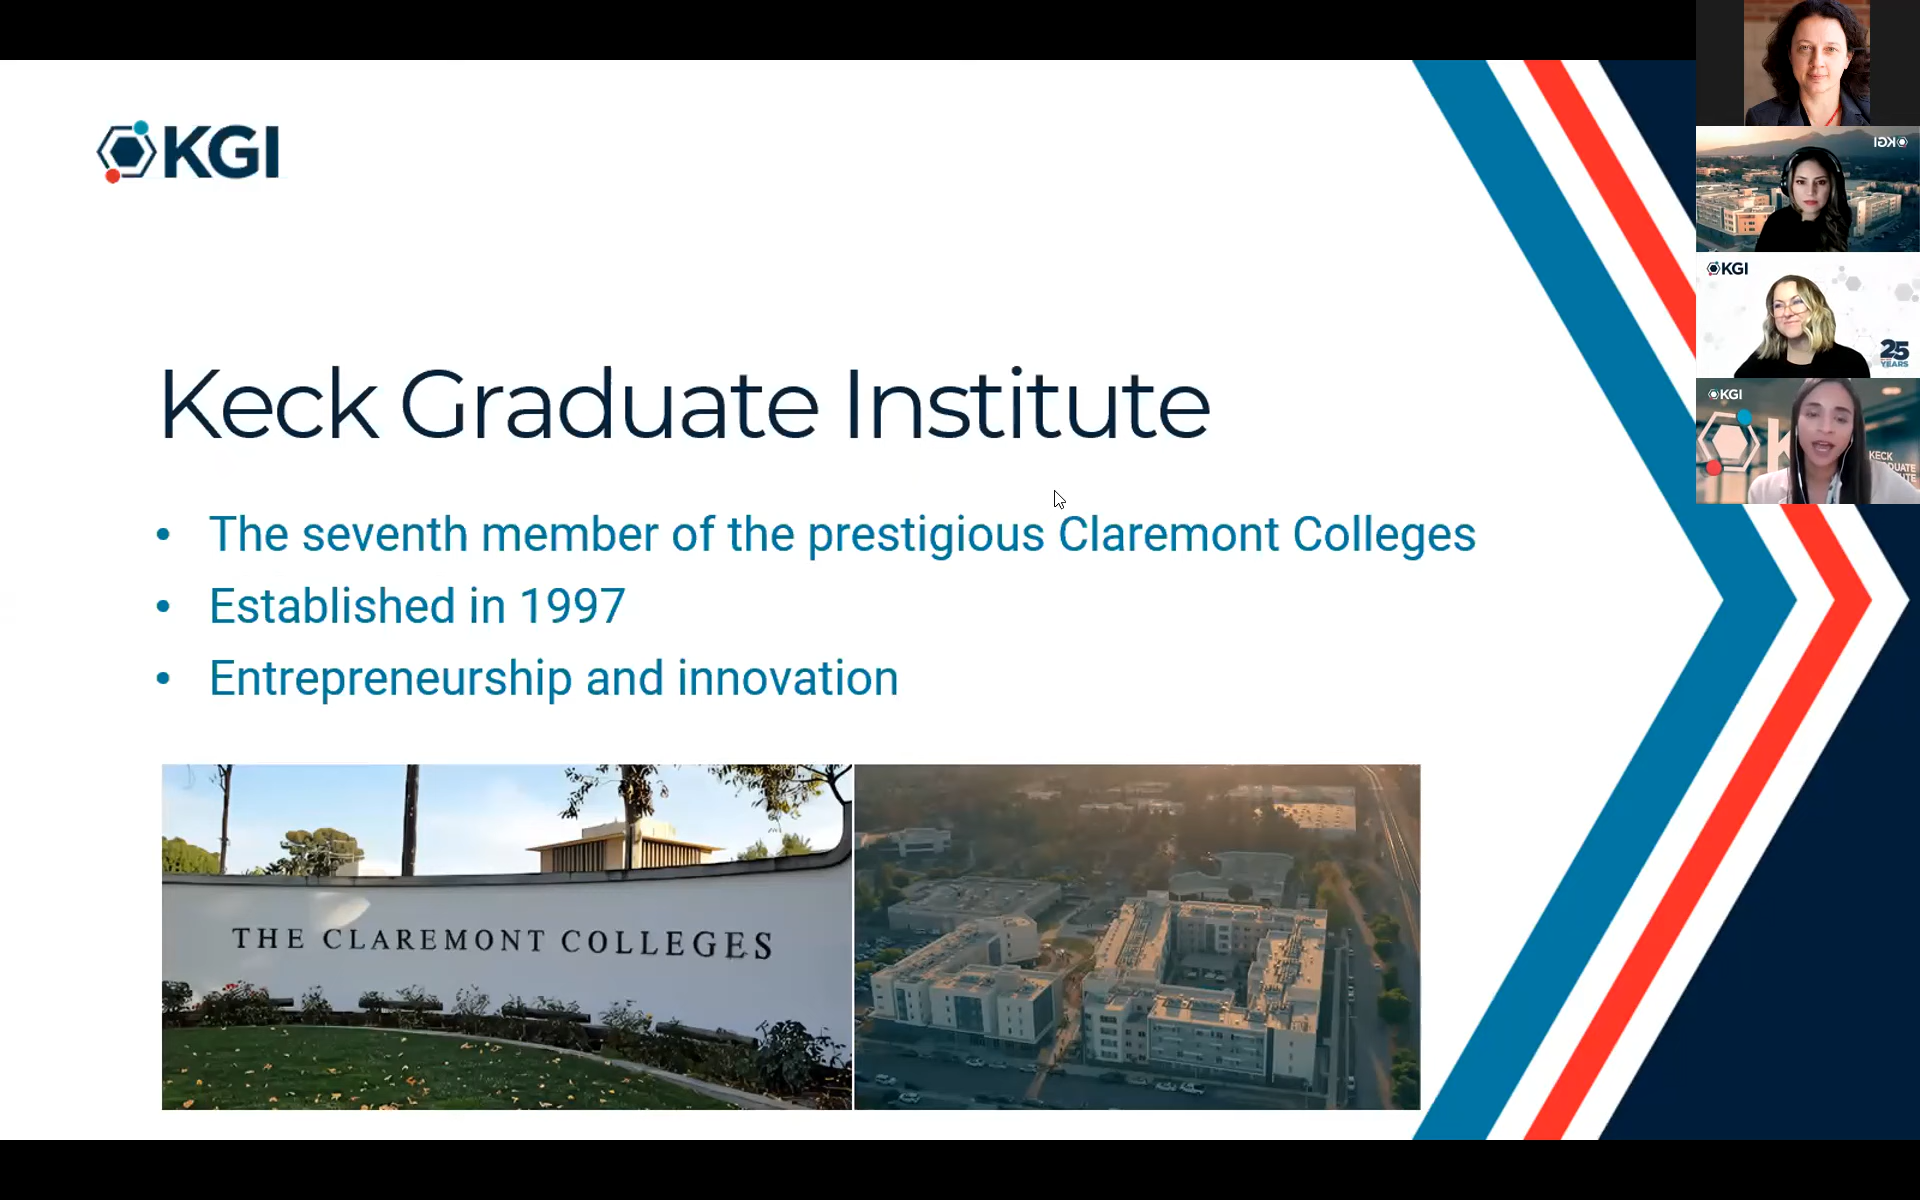 KGI
Keck Graduate Institute
• The seventh member of the prestigious Claremont Colleges
• Established in 1997
• Entrepreneurship and innovation
THE CLAREMONT COLLEGES
KGI
KGI
25
YEARS
KGI
K
KECK